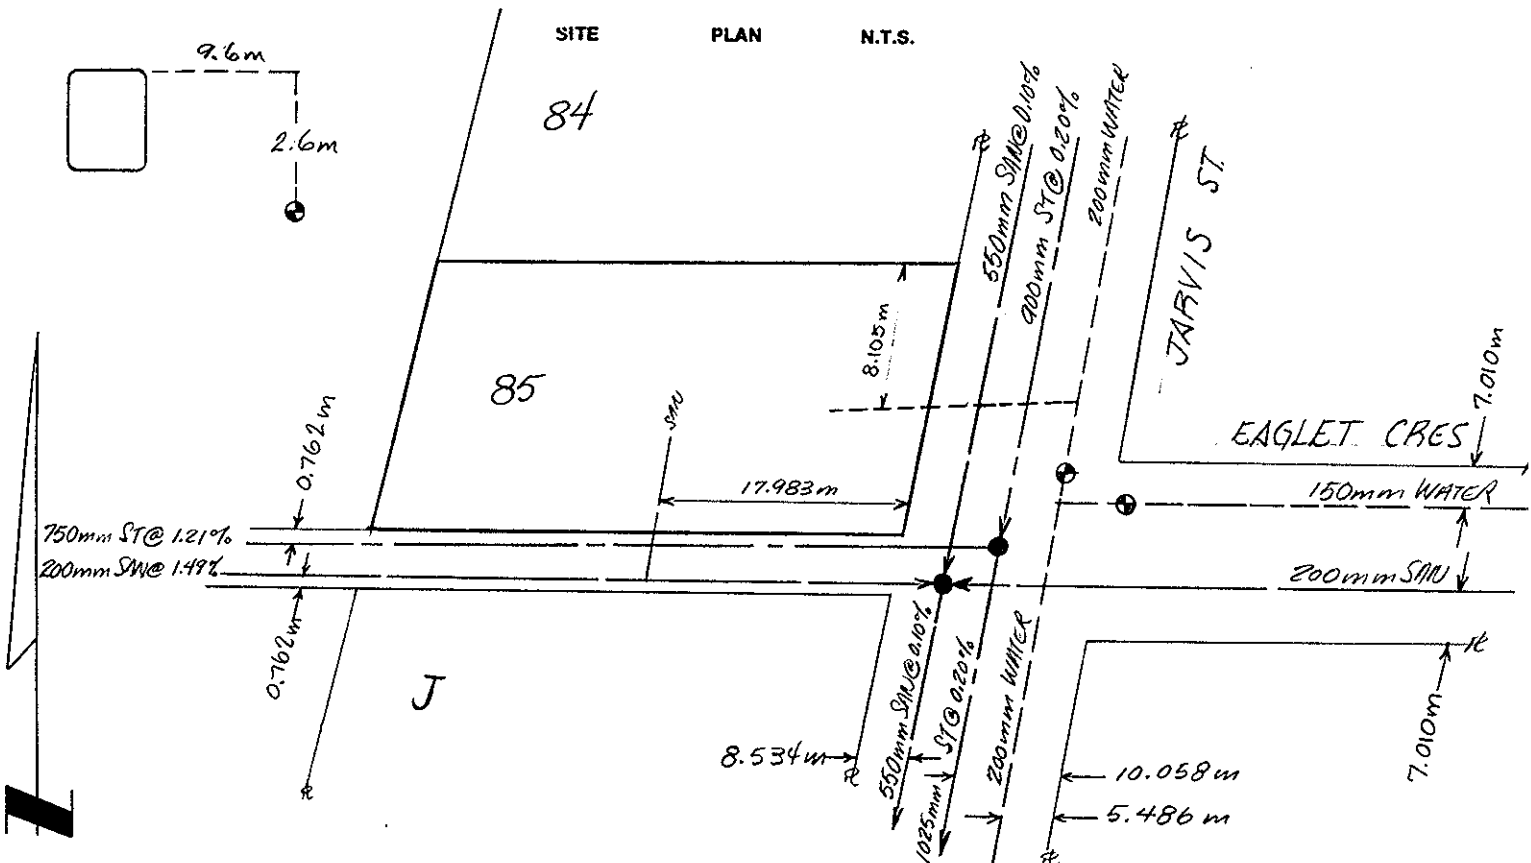 SITE PLAN N.T.S.
9.6m
2.6m
84
550mm SAN@0.10%
900mm ST@0.20%
200mm WATER
JARVIS ST.
8.105m
85
SAN
0.762m
17.983m
7.010m
EAGLET CRES
150mm WATER
750mm ST@ 1.21%
200mm SAN@ 1.49%
200mm SAN
0.762m
J
550mm SAN@0.10%
1025mm ST@0.20%
200mm WATER
8.534m
10.058m
5.486m
7.010m